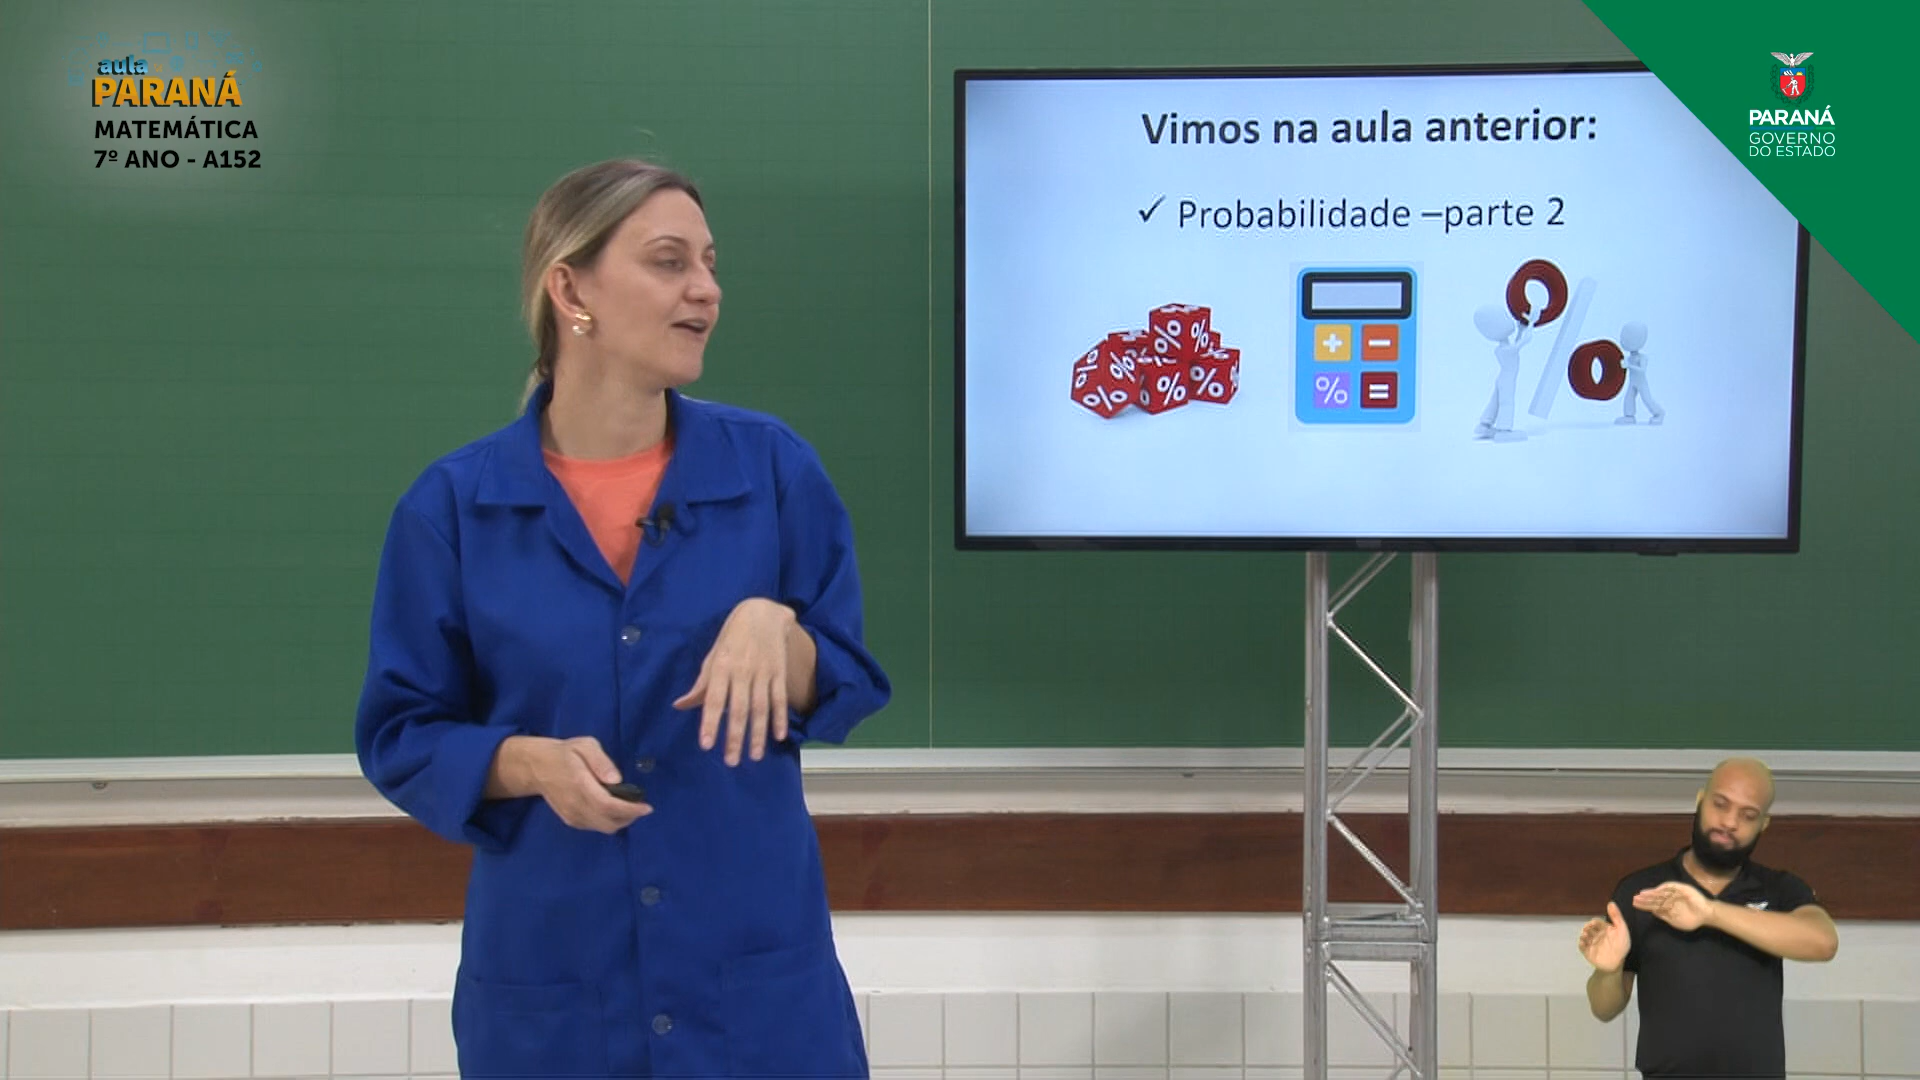 aula
PARANÁ
MATEMÁTICA
7º ANO - A152
Vimos na aula anterior:
✓ Probabilidade –parte 2
% % % % % % %
+ −
% =
%
PARANÁ
GOVERNO
DO ESTADO